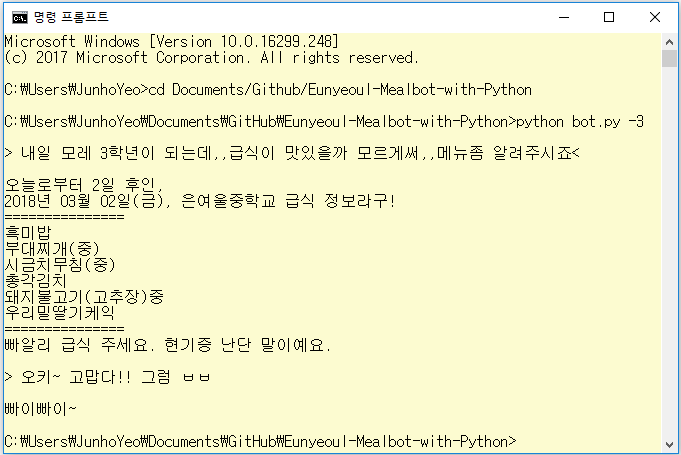 명령 프롬프트
Microsoft Windows [Version 10.0.16299.248]
(c) 2017 Microsoft Corporation. All rights reserved.
C:₩Users₩JunhoYeo>cd Documents/Github/Eunyeoul-Mealbot-with-Python
C:₩Users₩JunhoYeo₩Documents₩GitHub₩Eunyeoul-Mealbot-with-Python>python bot.py -3
> 내일 모레 3학년이 되는데,,급식이 맛있을까 모르게써,,메뉴좀 알려주시죠<
오늘로부터 2일 후인,
2018년 03월 02일(금), 은여울중학교 급식 정보라구!
===============
흑미밥
부대찌개(중)
시금치무침(중)
총각김치
돼지불고기(고추장)중
우리밀딸기케익
===============
빠알리 급식 주세요. 현기증 난단 말이예요.
> 오키~ 고맙다!! 그럼 ㅂㅂ
빠이빠이~
C:₩Users₩JunhoYeo₩Documents₩GitHub₩Eunyeoul-Mealbot-with-Python>